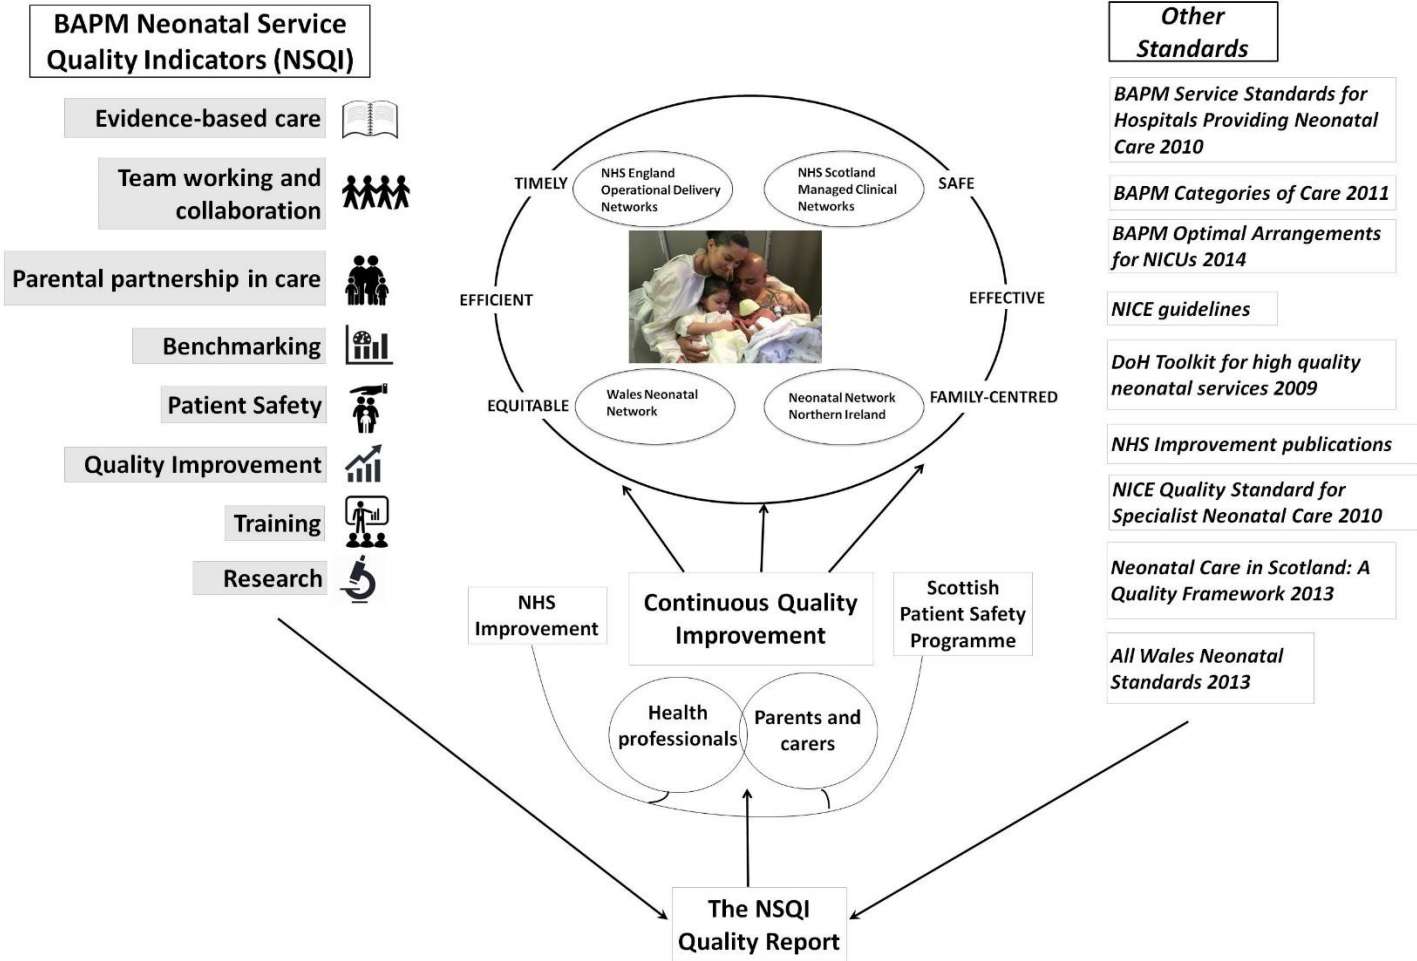 BAPM Neonatal Service
Quality Indicators (NSQI)
Evidence-based care
Team working and
collaboration
Parental partnership in care
Benchmarking
Patient Safety
Quality Improvement
Training
Research
TIMELY
NHS England
Operational Delivery
Networks
NHS Scotland
Managed Clinical
Networks
SAFE
EFFICIENT
EFFECTIVE
EQUITABLE
Wales Neonatal
Network
Neonatal Network
Northern Ireland
FAMILY-CENTRED
NHS
Improvement
Continuous Quality
Improvement
Scottish
Patient Safety
Programme
Health
professionals
Parents and
carers
The NSQI
Quality Report
Other
Standards
BAPM Service Standards for
Hospitals Providing Neonatal
Care 2010
BAPM Categories of Care 2011
BAPM Optimal Arrangements
for NICUs 2014
NICE guidelines
DoH Toolkit for high quality
neonatal services 2009
NHS Improvement publications
NICE Quality Standard for
Specialist Neonatal Care 2010
Neonatal Care in Scotland: A
Quality Framework 2013
All Wales Neonatal
Standards 2013